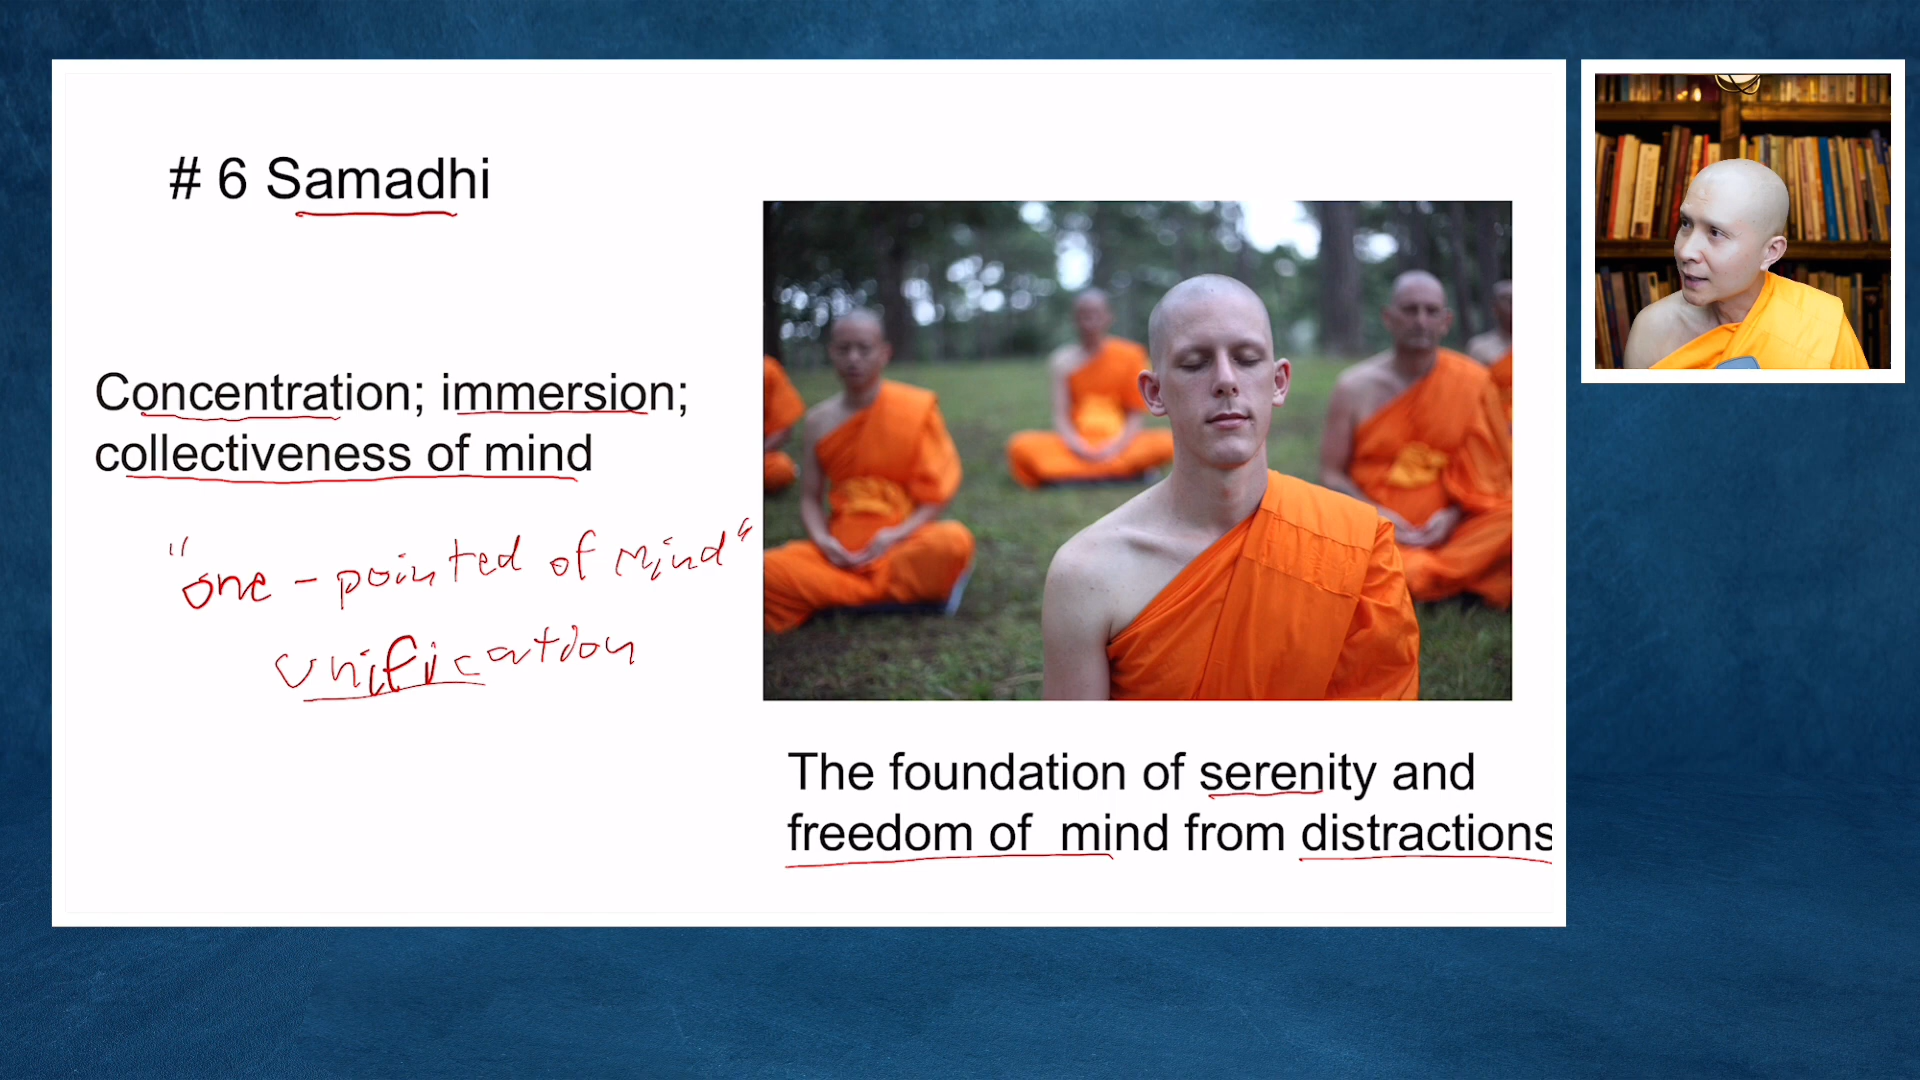 # 6 Samadhi
Concentration; immersion;
collectiveness of mind
"one-pointed of Mind"
Unification
The foundation of serenity and
freedom of mind from distractions